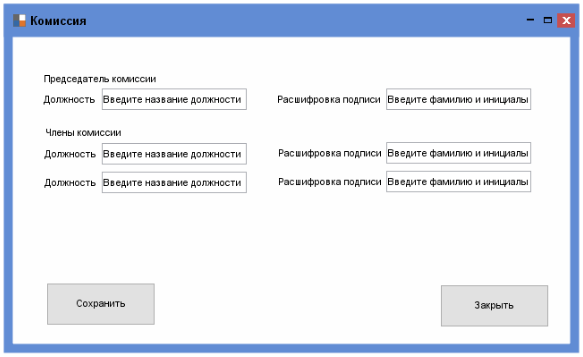 Комиссия
Председатель комиссии
Должность Введите название должности Расшифровка подписи Введите фамилию и инициалы
Члены комиссии
Должность Введите название должности Расшифровка подписи Введите фамилию и инициалы
Должность Введите название должности Расшифровка подписи Введите фамилию и инициалы
Сохранить Закрыть